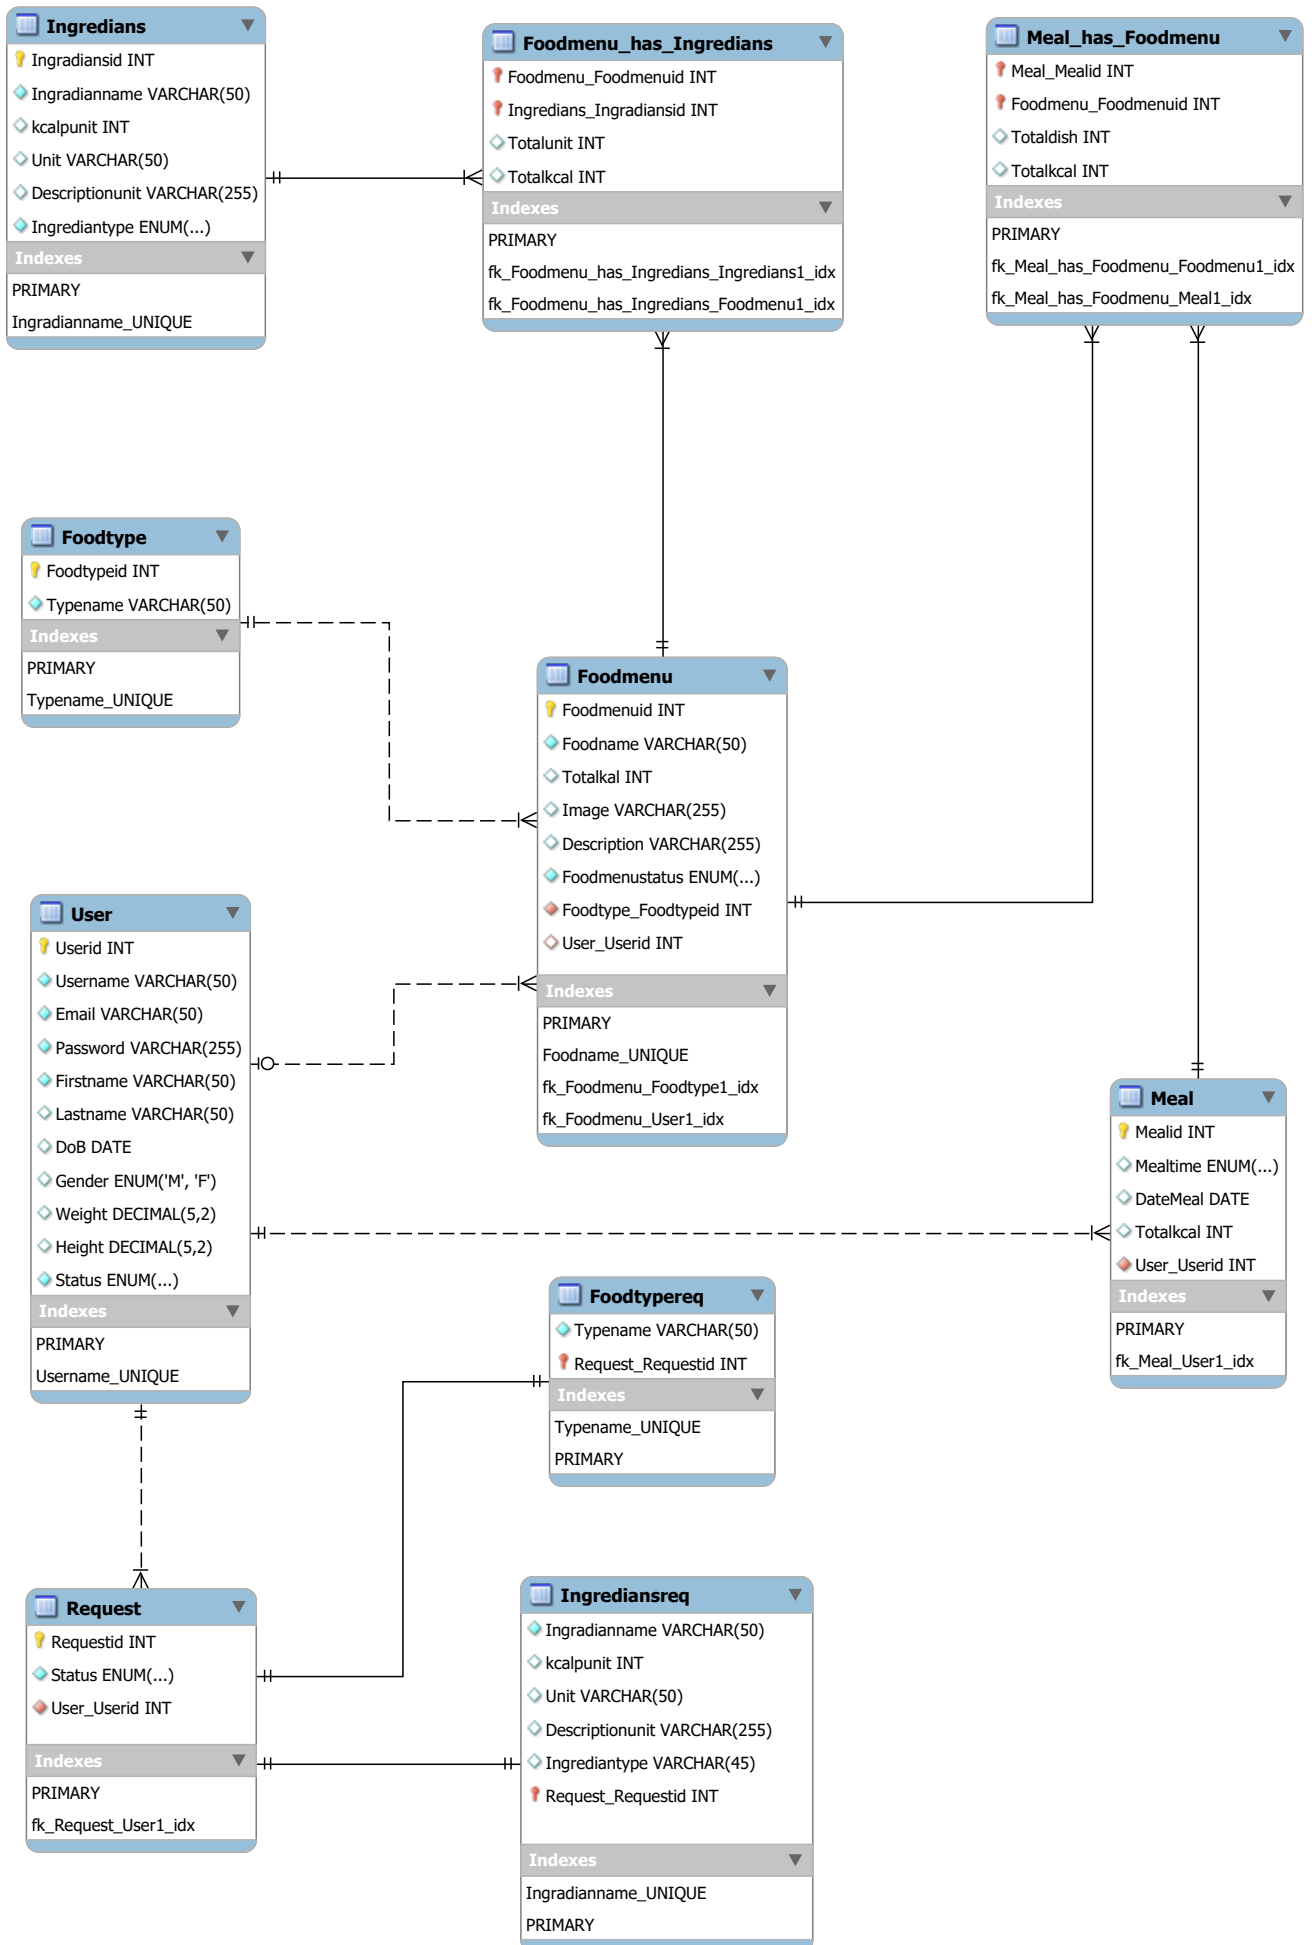 Ingredians
Ingradiansid INT
Ingradianname VARCHAR(50)
kcalpunit INT
Unit VARCHAR(50)
Descriptionunit VARCHAR(255)
Ingrediantype ENUM(...)
Indexes
PRIMARY
Ingradianname_UNIQUE
Foodmenu_has_Ingredians
Foodmenu_Foodmenuid INT
Ingredians_Ingradiansid INT
Totalunit INT
Totalkcal INT
Indexes
PRIMARY
fk_Foodmenu_has_Ingredians_Ingredians1_idx
fk_Foodmenu_has_Ingredians_Foodmenu1_idx
Meal_has_Foodmenu
Meal_Mealid INT
Foodmenu_Foodmenuid INT
Totaldish INT
Totalkcal INT
Indexes
PRIMARY
fk_Meal_has_Foodmenu_Foodmenu1_idx
fk_Meal_has_Foodmenu_Meal1_idx
Foodtype
Foodtypeid INT
Typename VARCHAR(50)
Indexes
PRIMARY
Typename_UNIQUE
Foodmenu
Foodmenuid INT
Foodname VARCHAR(50)
Totalkal INT
Image VARCHAR(255)
Description VARCHAR(255)
Foodmenustatus ENUM(...)
Foodtype_Foodtypeid INT
User_Userid INT
Indexes
PRIMARY
Foodname_UNIQUE
fk_Foodmenu_Foodtype1_idx
fk_Foodmenu_User1_idx
User
Userid INT
Username VARCHAR(50)
Email VARCHAR(50)
Password VARCHAR(255)
Firstname VARCHAR(50)
Lastname VARCHAR(50)
DoB DATE
Gender ENUM('M', 'F')
Weight DECIMAL(5,2)
Height DECIMAL(5,2)
Status ENUM(...)
Indexes
PRIMARY
Username_UNIQUE
Meal
Mealid INT
Mealtime ENUM(...)
DateMeal DATE
Totalkcal INT
User_Userid INT
Indexes
PRIMARY
fk_Meal_User1_idx
Foodtypereq
Typename VARCHAR(50)
Request_Requestid INT
Indexes
Typename_UNIQUE
PRIMARY
Request
Requestid INT
Status ENUM(...)
User_Userid INT
Indexes
PRIMARY
fk_Request_User1_idx
Ingrediansreq
Ingradianname VARCHAR(50)
kcalpunit INT
Unit VARCHAR(50)
Descriptionunit VARCHAR(255)
Ingrediantype VARCHAR(45)
Request_Requestid INT
Indexes
Ingradianname_UNIQUE
PRIMARY